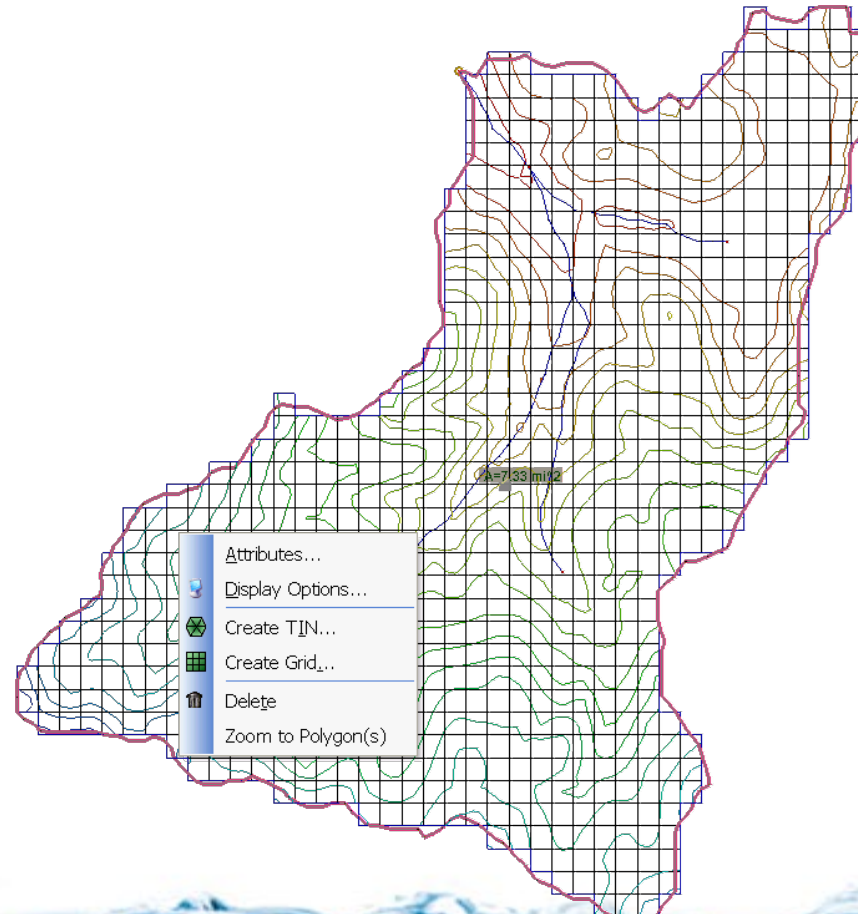 A=7.33 mi^2
Attributes...
Display Options...
Create TIN...
Create Grid...
Delete
Zoom to Polygon(s)